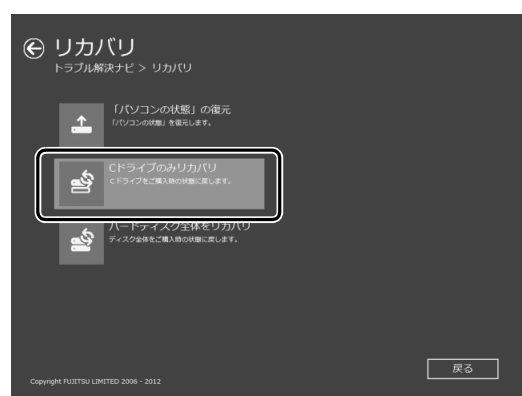 リカバリ
トラブル解決ナビ > リカバリ
「パソコンの状態」の復元
「パソコンの状態」を復元します。
Cドライブのみリカバリ
Cドライブをご購入時の状態に戻します。
ハードディスク全体をリカバリ
ディスク全体をご購入時の状態に戻します。
戻る
Copyright FUJITSU LIMITED 2006 - 2012